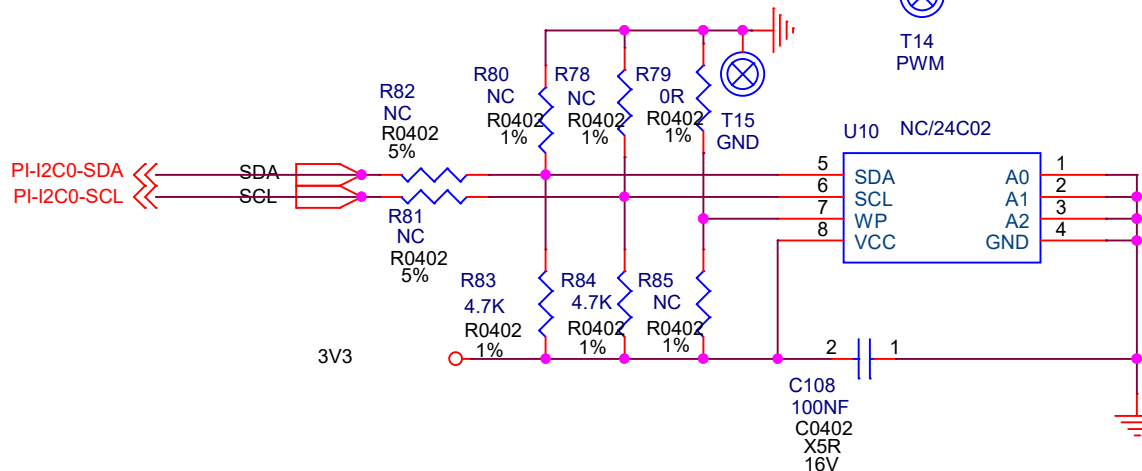 T14
PWM
R82
NC
R0402
5%
R80
NC
R0402
1%
R78
NC
R0402
1%
R79
0R
R0402
1%
T15
GND
U10 NC/24C02
PI-I2C0-SDA SDA
PI-I2C0-SCL SCL
R81
NC
R0402
5%
5 SDA A0 1
6 SCL A1 2
7 WP A2 3
8 VCC GND 4
R83
4.7K
R0402
1%
R84
4.7K
R0402
1%
R85
NC
R0402
1%
3V3
2 1
C108
100NF
C0402
X5R
16V